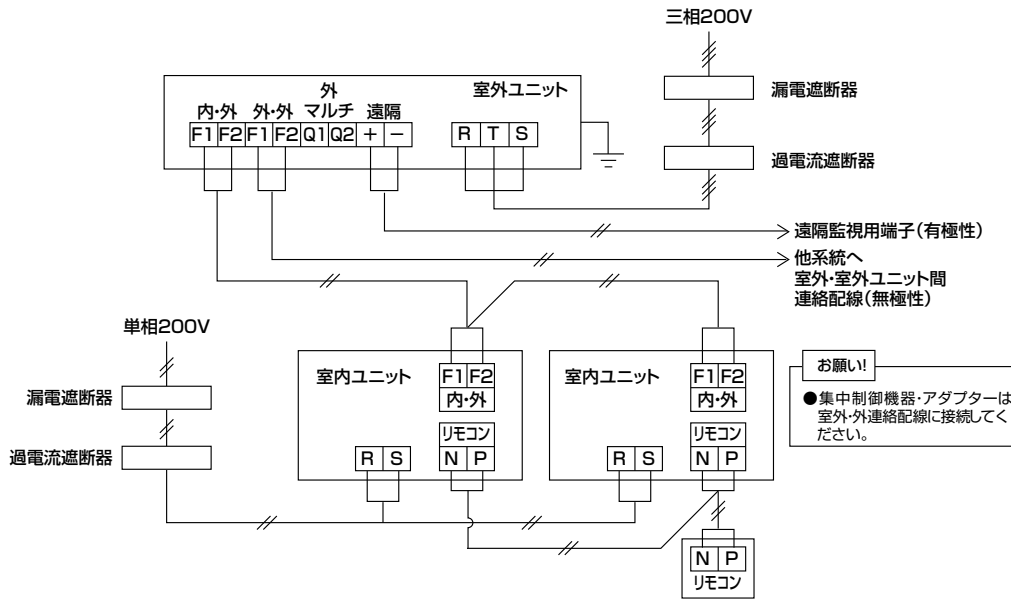 三相200V
漏電遮断器
過電流遮断器
外
室外ユニット
内・外 外・外 マルチ 遠隔
F1 F2 F1 F2 Q1 Q2 + −
R T S
遠隔監視用端子(有極性)
他系統へ
室外・室外ユニット間
連絡配線(無極性)
単相200V
漏電遮断器
過電流遮断器
室内ユニット
F1 F2
内・外
リモコン
R S
N P
室内ユニット
F1 F2
内・外
リモコン
R S
N P
N P
リモコン
お願い!
●集中制御機器・アダプターは
室外・外連絡配線に接続してく
ださい。